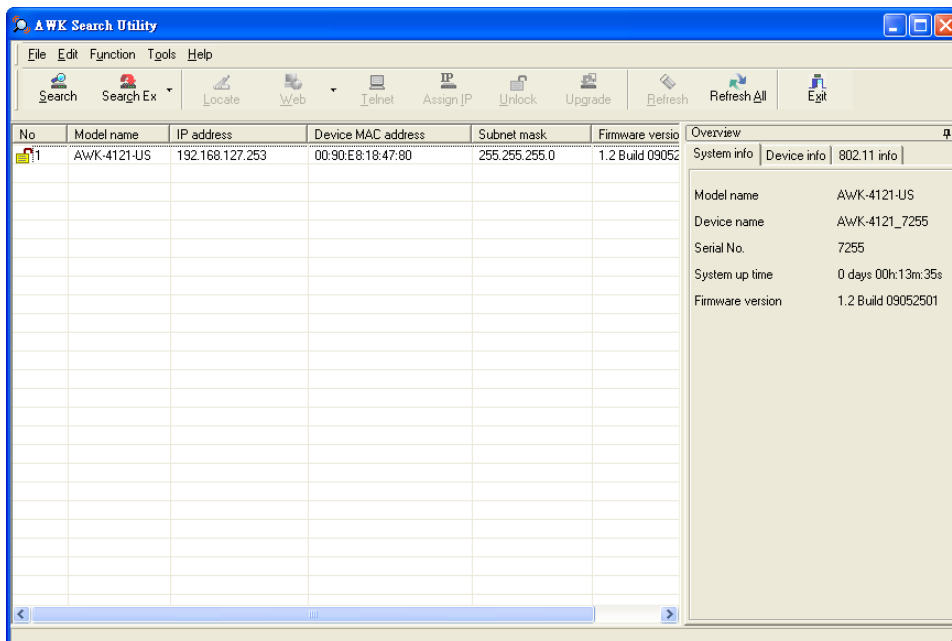 AWK Search Utility
File Edit Function Tools Help
Search Search Ex Locate Web Telnet Assign IP Unlock Upgrade Refresh Refresh All Exit
IP
No Model name IP address Device MAC address Subnet mask Firmware versio
1 AWK-4121-US 192.168.127.253 00:90:E8:18:47:80 255.255.255.0 1.2 Build 09052
Overview
System info Device info 802.11 info
Model name AWK-4121-US
Device name AWK-4121_7255
Serial No. 7255
System up time 0 days 00h:13m:35s
Firmware version 1.2 Build 09052501